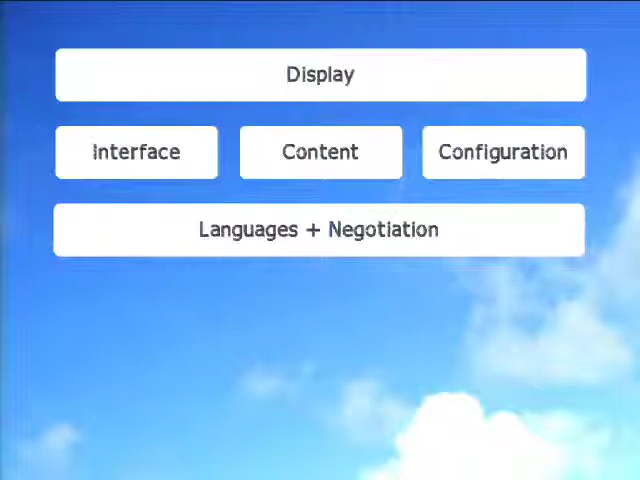 Display
Interface Content Configuration
Languages + Negotiation